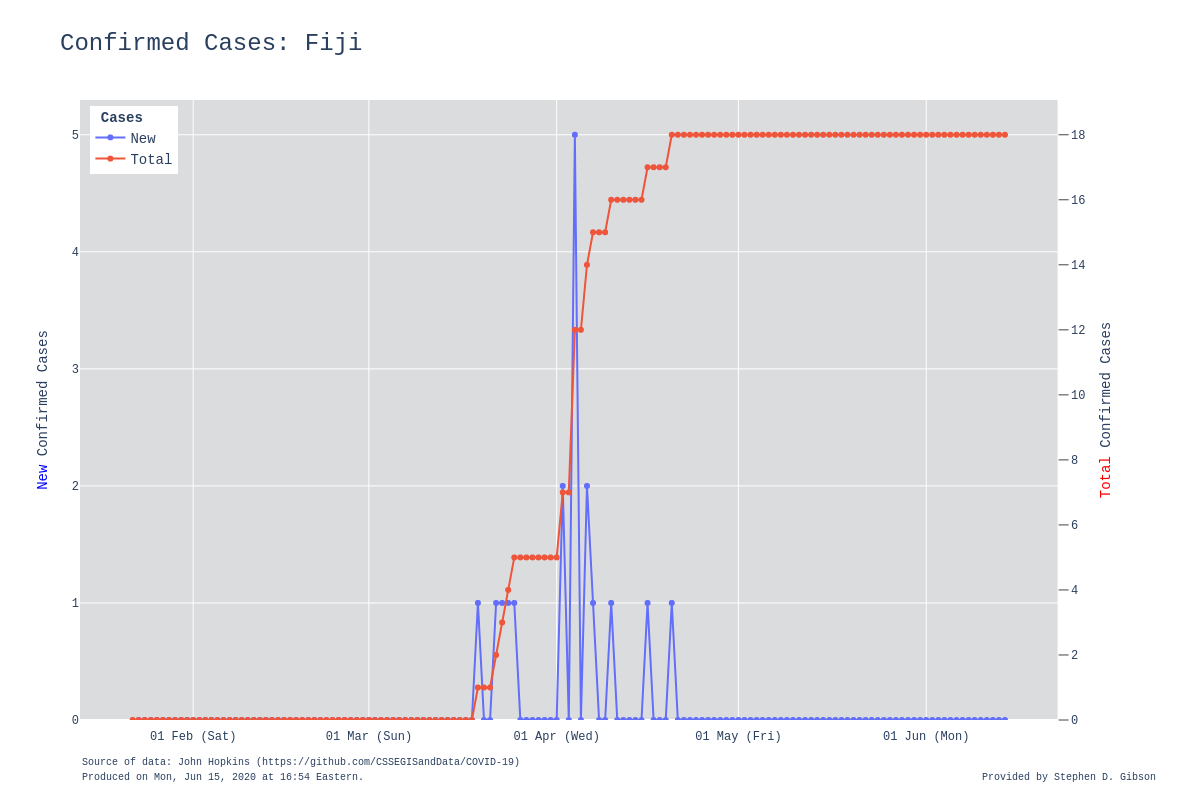 Confirmed Cases: Fiji
Cases
New
Total
5
4
3
2
1
0
18
16
14
12
10
8
6
4
2
0
New Confirmed Cases
Total Confirmed Cases
01 Feb (Sat)
01 Mar (Sun)
01 Apr (Wed)
01 May (Fri)
01 Jun (Mon)
Source of data: John Hopkins (https://github.com/CSSEGISandData/COVID-19)
Produced on Mon, Jun 15, 2020 at 16:54 Eastern.
Provided by Stephen D. Gibson